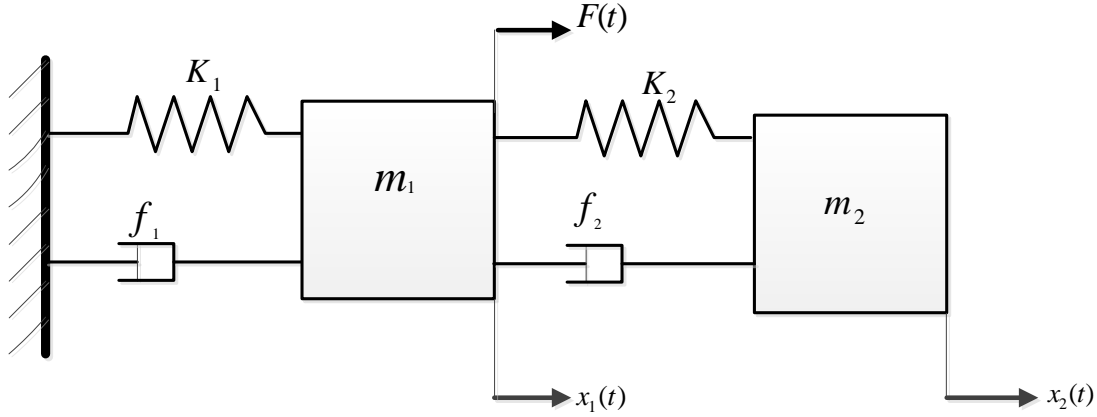 F(t)
K₁
K₂
m₁
m₂
f₁
f₂
x₁(t)
x₂(t)